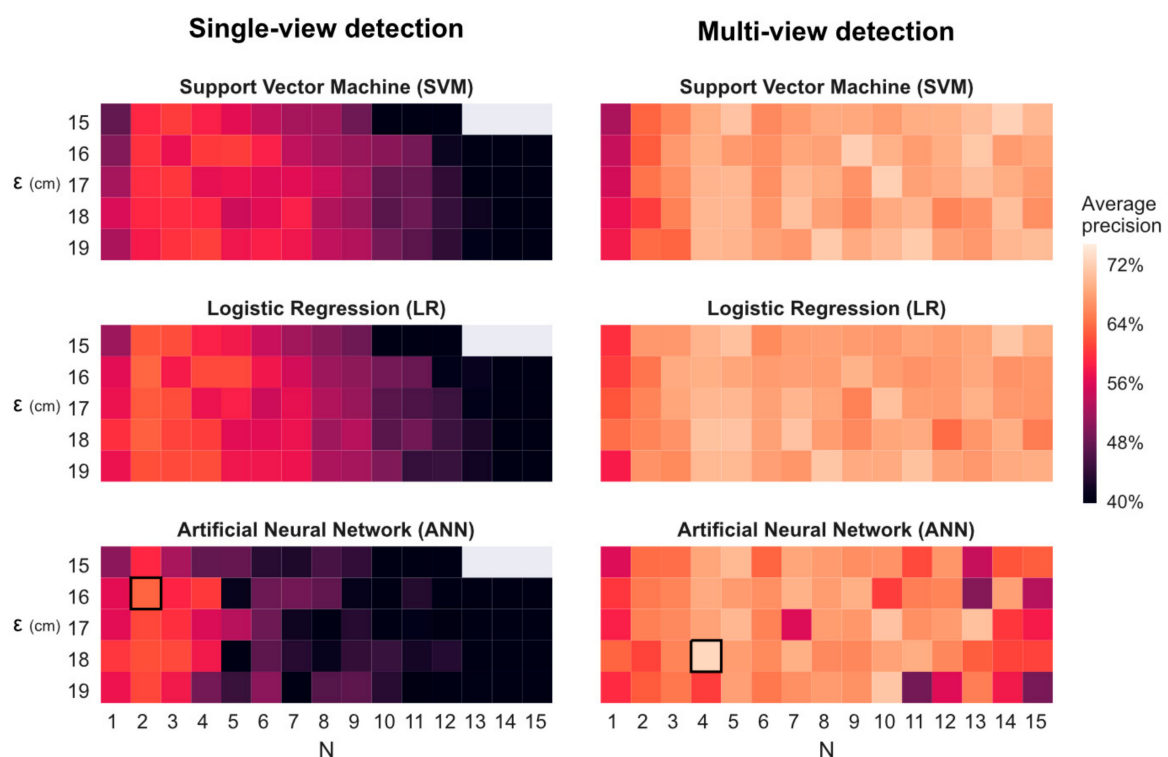 Single-view detection
Multi-view detection
Support Vector Machine (SVM)
Support Vector Machine (SVM)
15
16
ε (cm) 17
18
19
Average
precision
72%
64%
56%
48%
40%
Logistic Regression (LR)
Logistic Regression (LR)
15
16
ε (cm) 17
18
19
Artificial Neural Network (ANN)
Artificial Neural Network (ANN)
15
16
ε (cm) 17
18
19
1 2 3 4 5 6 7 8 9 10 11 12 13 14 15
1 2 3 4 5 6 7 8 9 10 11 12 13 14 15
N
N